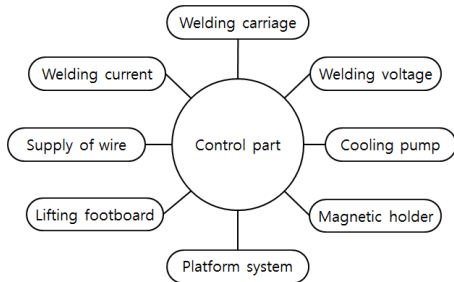 Welding carriage
Welding current
Welding voltage
Supply of wire
Control part
Cooling pump
Lifting footboard
Magnetic holder
Platform system